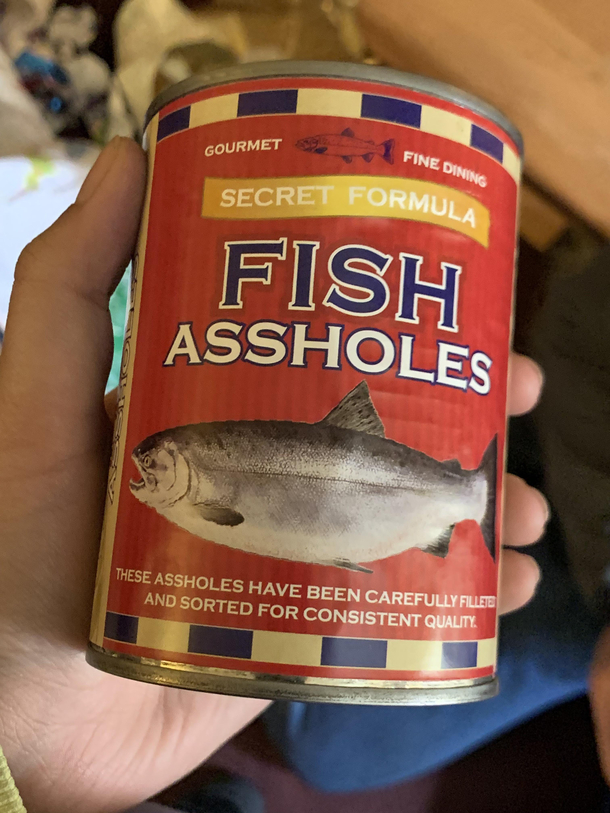 GOURMET FINE DINING
SECRET FORMULA
FISH
ASSHOLES
THESE ASSHOLES HAVE BEEN CAREFULLY FILLETED
AND SORTED FOR CONSISTENT QUALITY.